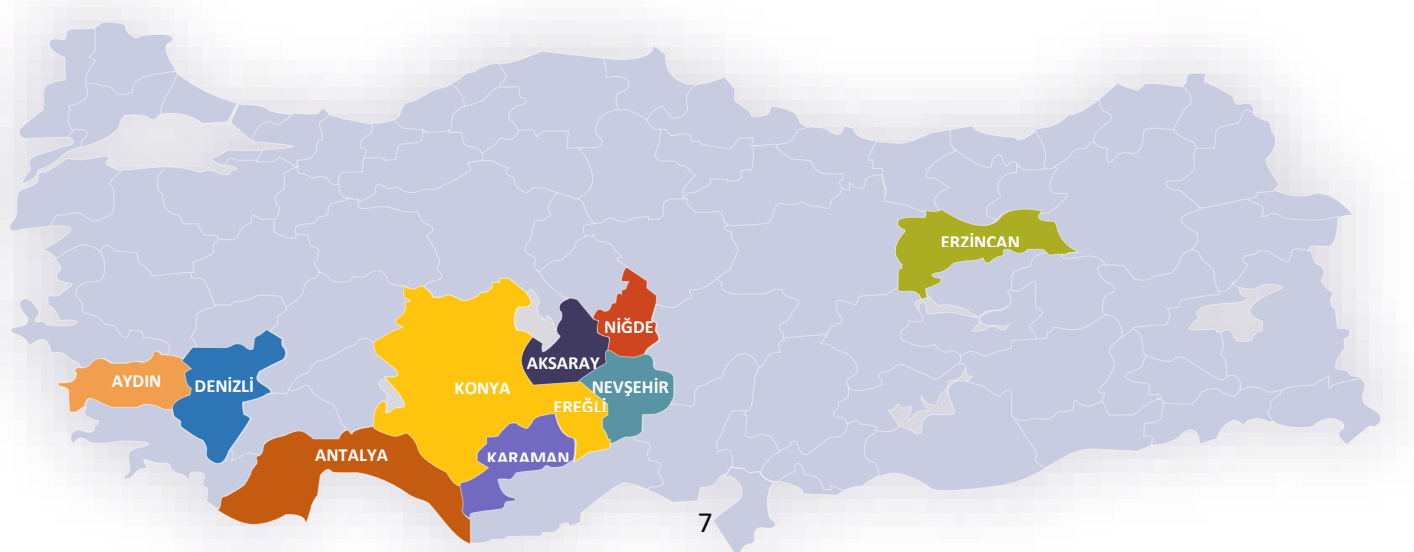 ERZİNCAN
NİĞDE
AKSARAY
AYDIN
DENİZLİ
KONYA
NEVŞEHİR
EREĞLİ
ANTALYA
KARAMAN
7